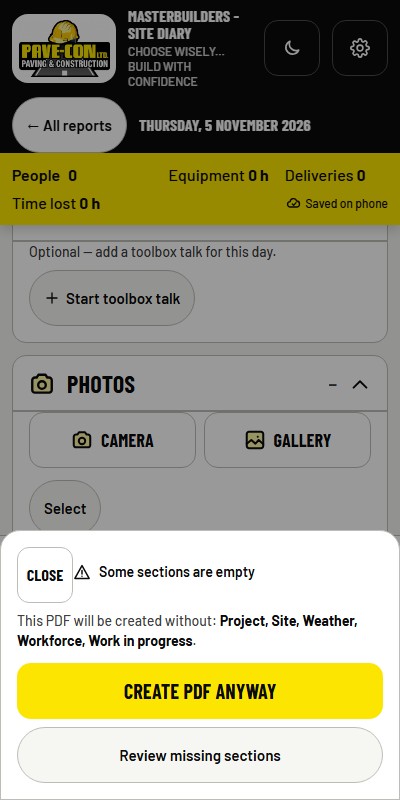 PAVE-CON LTD.
PAVING & CONSTRUCTION
MASTERBUILDERS -
SITE DIARY
CHOOSE WISELY...
BUILD WITH
CONFIDENCE
← All reports
THURSDAY, 5 NOVEMBER 2026
People 0
Equipment 0 h
Deliveries 0
Time lost 0 h
Saved on phone
Optional – add a toolbox talk for this day.
+ Start toolbox talk
PHOTOS
–
CAMERA
GALLERY
Select
CLOSE
Some sections are empty
This PDF will be created without: Project, Site, Weather,
Workforce, Work in progress.
CREATE PDF ANYWAY
Review missing sections